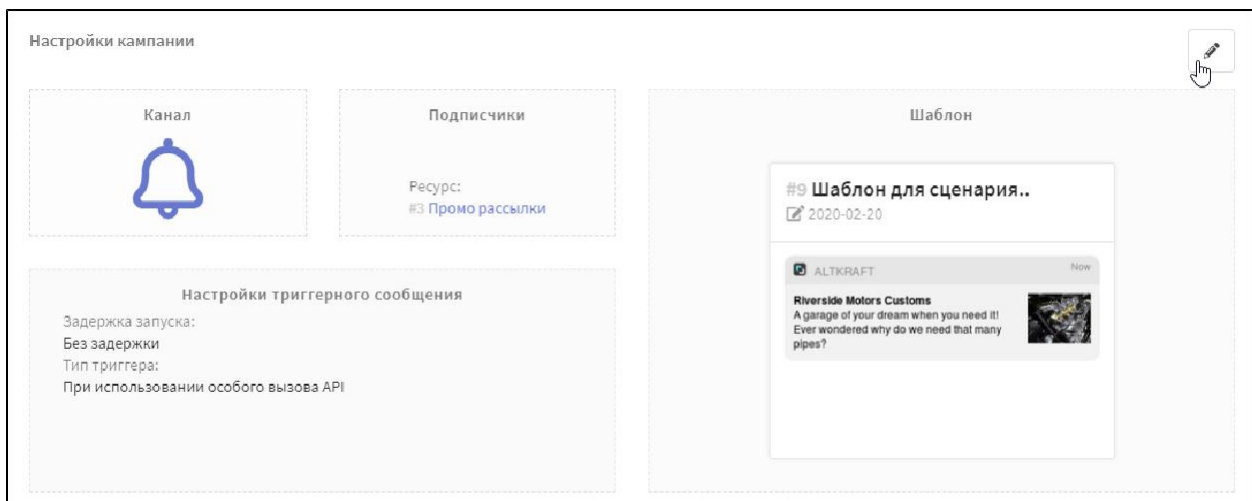 Настройки кампании
Канал
Подписчики
Ресурс:
#3 Промо рассылки
Настройки триггерного сообщения
Задержка запуска:
Без задержки
Тип триггера:
При использовании особого вызова API
Шаблон
#9 Шаблон для сценария..
2020-02-20
ALTKRAFT
Now
Riverside Motors Customs
A garage of your dream when you need it!
Ever wondered why do we need that many
pipes?